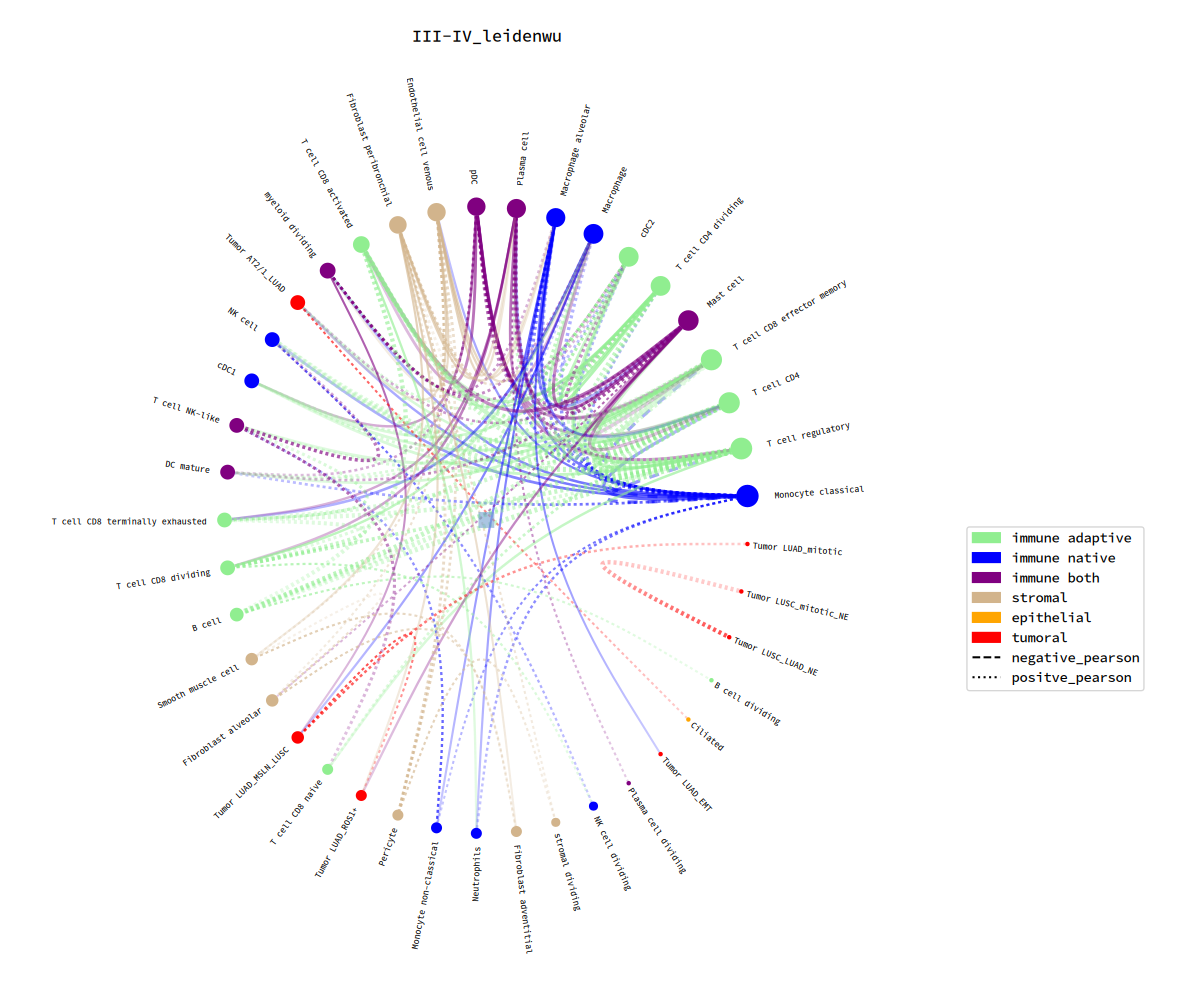 III-IV_leidenwu
Endothelial cell venous
Fibroblast peribronchial
T cell CD8 activated
myeloid dividing
Tumor AT2/1_LUAD
NK cell
cDC1
T cell NK-like
DC mature
T cell CD8 terminally exhausted
T cell CD8 dividing
B cell
Smooth muscle cell
Fibroblast alveolar
Tumor LUAD_MSLN_LUSC
T cell CD8 naive
Tumor LUAD_ROS1+
Pericyte
Monocyte non-classical
Neutrophils
Fibroblast adventitial
stromal dividing
NK cell dividing
Plasma cell dividing
Tumor LUAD_EMT
Ciliated
B cell dividing
Tumor LUSC_LUAD_NE
Tumor LUSC_mitotic_NE
Tumor LUAD_mitotic
Monocyte classical
T cell regulatory
T cell CD4
T cell CD8 effector memory
Mast cell
T cell CD4 dividing
cDC2
Macrophage
Macrophage alveolar
Plasma cell
pDC
immune adaptive
immune native
immune both
stromal
epithelial
tumoral
negative_pearson
positve_pearson